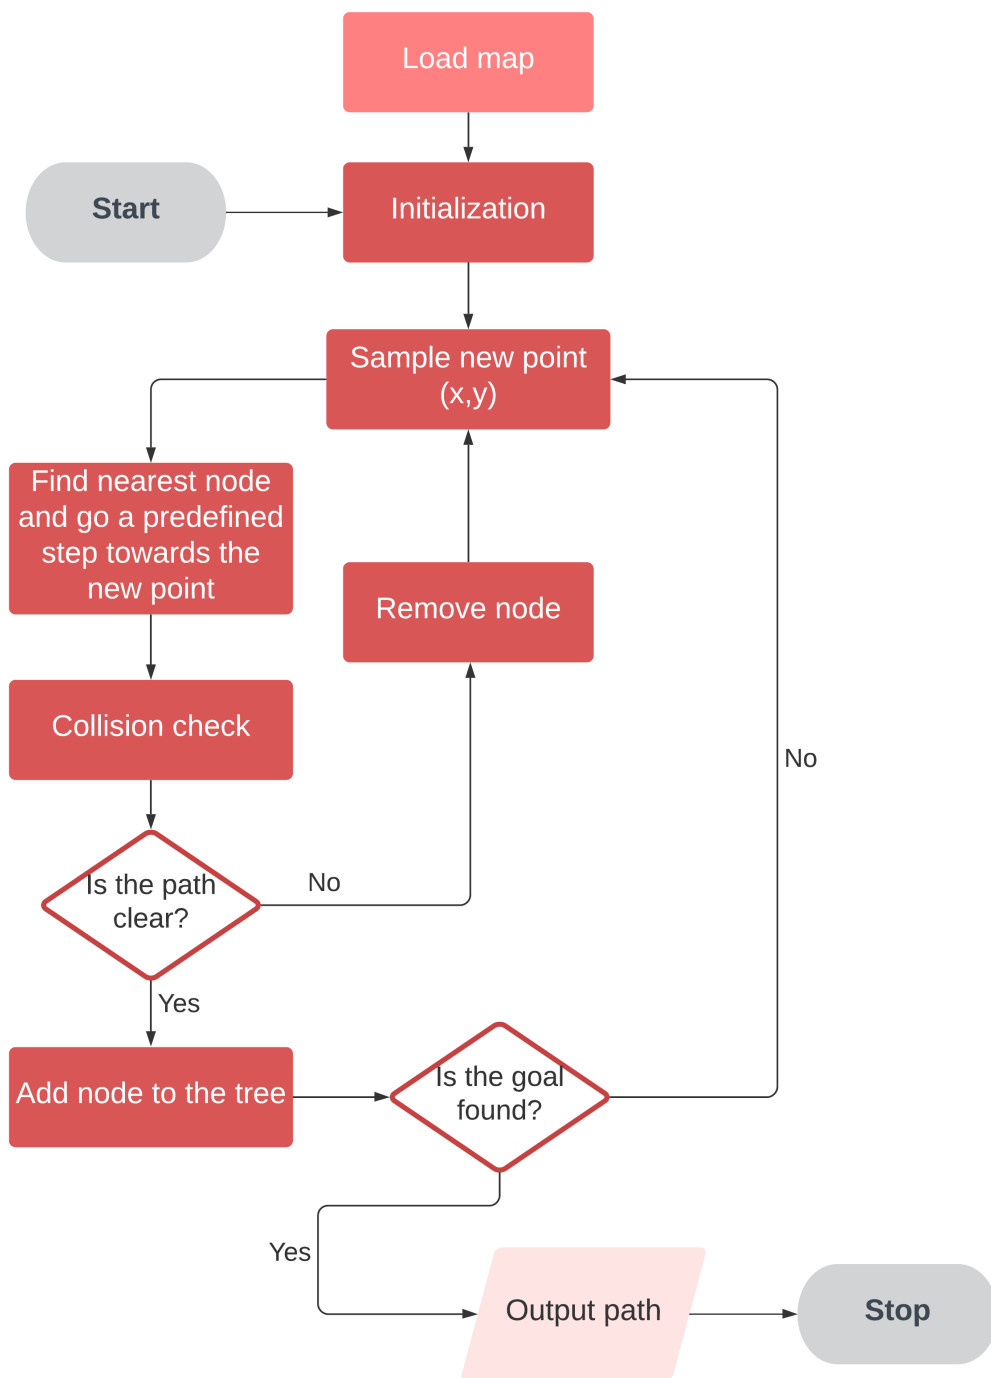 Load map
Start
Initialization
Sample new point
(x,y)
Find nearest node
and go a predefined
step towards the
new point
Remove node
Collision check
No
Is the path
clear?
No
Yes
Add node to the tree
Is the goal
found?
Yes
Output path
Stop